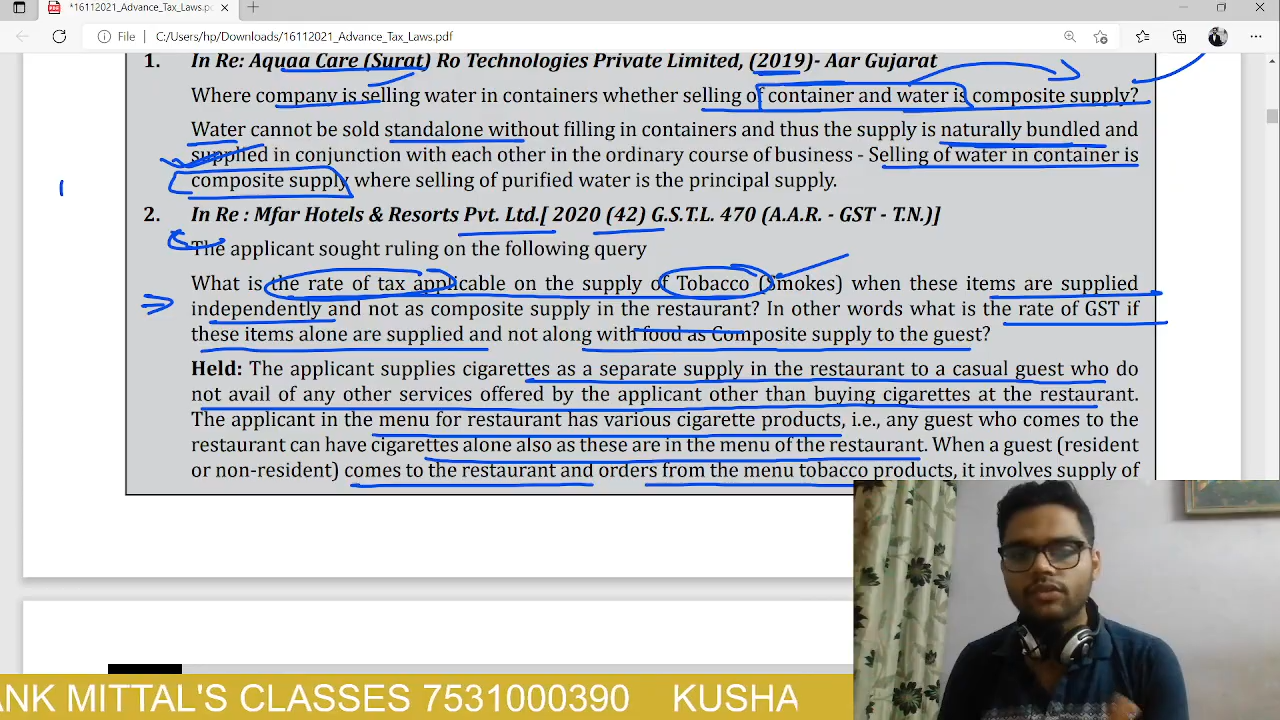 *16112021_Advance_Tax_Laws.pdf
File C:/Users/hp/Downloads/16112021_Advance_Tax_Laws.pdf
1. In Re: Aquaa Care (Surat) Ro Technologies Private Limited, (2019)- Aar Gujarat
Where company is selling water in containers whether selling of container and water is composite supply?
Water cannot be sold standalone without filling in containers and thus the supply is naturally bundled and
supplied in conjunction with each other in the ordinary course of business - Selling of water in container is
composite supply where selling of purified water is the principal supply.
2. In Re : Mfar Hotels & Resorts Pvt. Ltd.[ 2020 (42) G.S.T.L. 470 (A.A.R. - GST - T.N.)]
The applicant sought ruling on the following query
What is the rate of tax applicable on the supply of Tobacco (Smokes) when these items are supplied
independently and not as composite supply in the restaurant? In other words what is the rate of GST if
these items alone are supplied and not along with food as Composite supply to the guest?
Held: The applicant supplies cigarettes as a separate supply in the restaurant to a casual guest who do
not avail of any other services offered by the applicant other than buying cigarettes at the restaurant.
The applicant in the menu for restaurant has various cigarette products, i.e., any guest who comes to the
restaurant can have cigarettes alone also as these are in the menu of the restaurant. When a guest (resident
or non-resident) comes to the restaurant and orders from the menu tobacco products, it involves supply of
ANK MITTAL'S CLASSES 7531000390 KUSHA